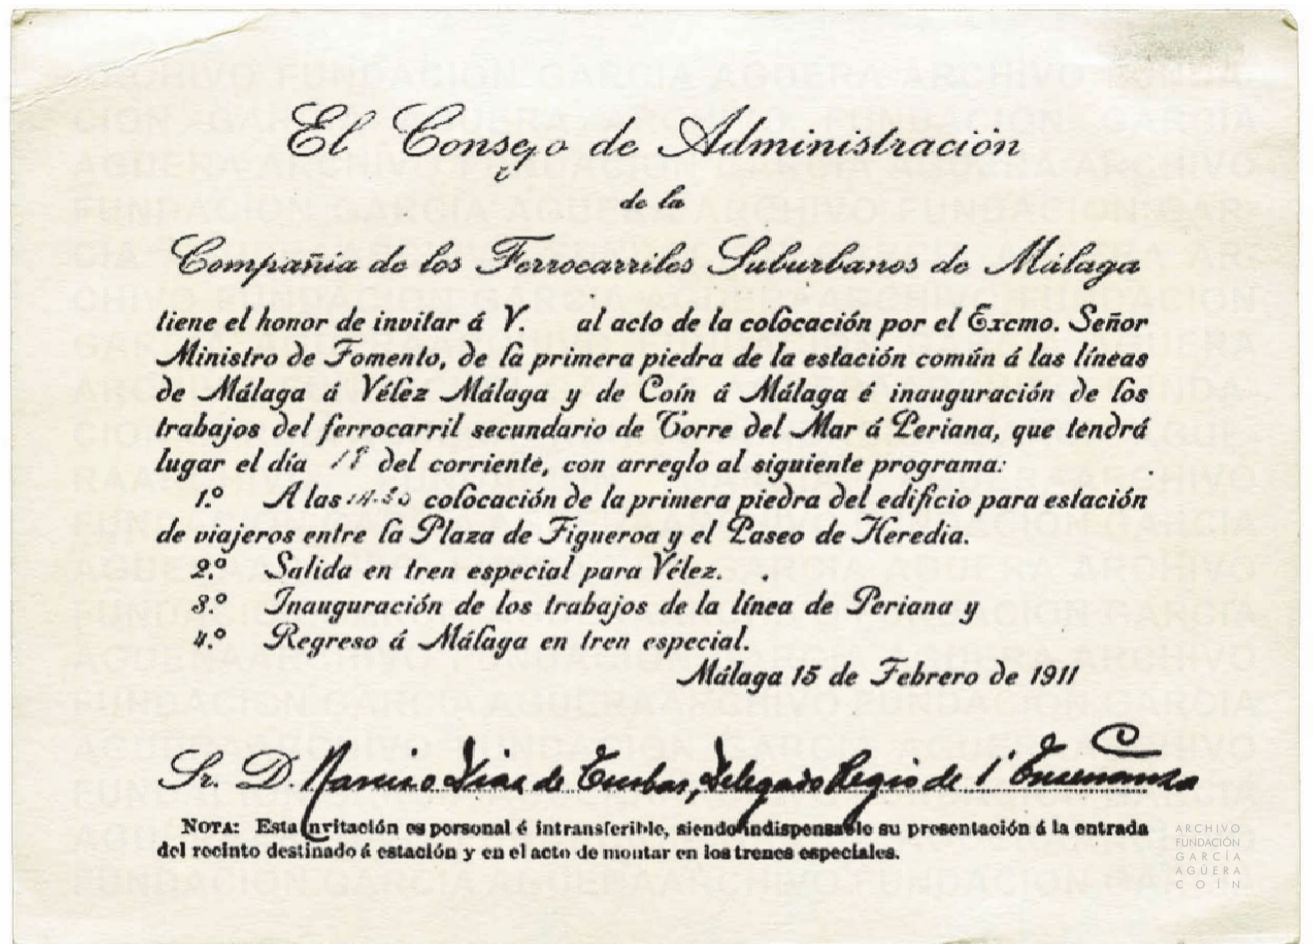 El Consejo de Administración
de la
Compañia de los Ferrocarriles Suburbanos de Málaga
tiene el honor de invitar á V. al acto de la colocación por el Excmo. Señor
Ministro de Fomento, de la primera piedra de la estación común á las líneas
de Málaga á Vélez Málaga y de Coín á Málaga é inauguración de los
trabajos del ferrocarril secundario de Torre del Mar á Periana, que tendrá
lugar el día del corriente, con arreglo al siguiente programa:
1.º A las colocación de la primera piedra del edificio para estación
de viajeros entre la Plaza de Figueroa y el Paseo de Heredia.
2.º Salida en tren especial para Vélez.
3.º Inauguración de los trabajos de la línea de Periana y
4.º Regreso á Málaga en tren especial.
Málaga 15 de Febrero de 1911
Sr. D. Narciso Diaz de Escobar, Delegado Regio de 1ª Enseñanza
NOTA: Esta invitación es personal é intransferible, siendo indispensable su presentación á la entrada
del recinto destinado á estación y en el acto de montar en los trenes especiales.
ARCHIVO
FUNDACIÓN
GARCÍA
AGÜERA
COÍN